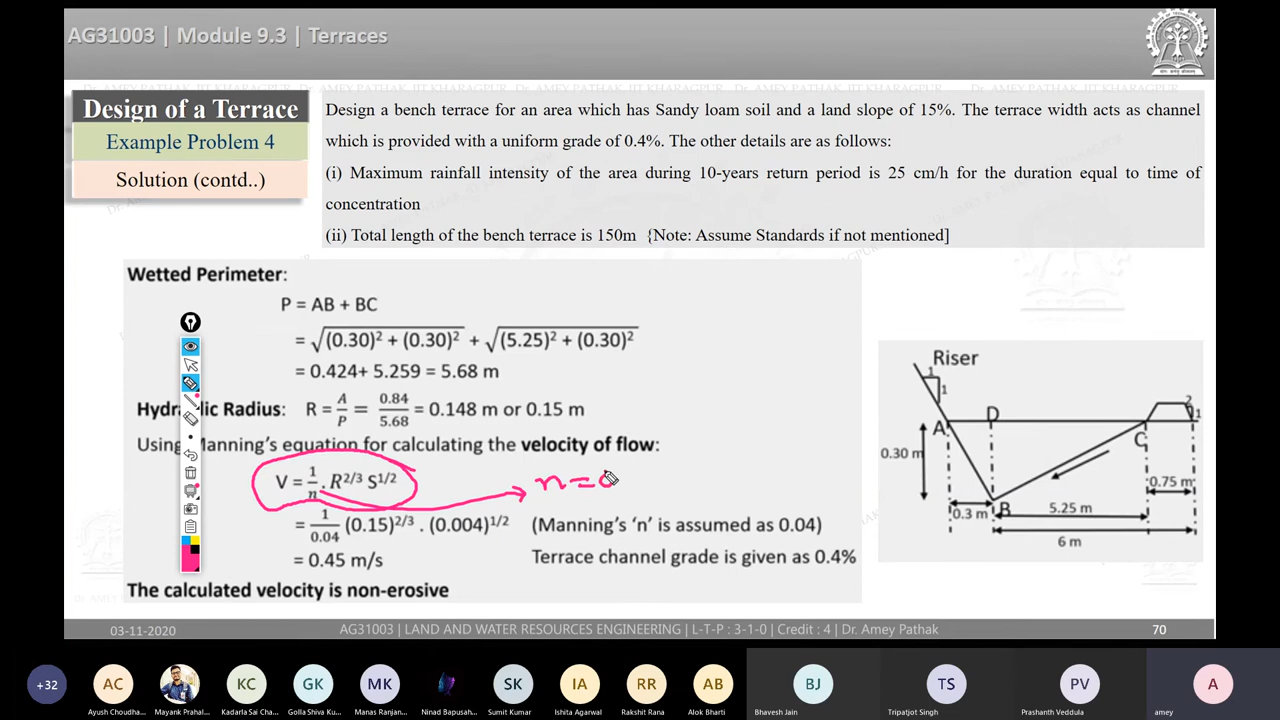 AG31003 | Module 9.3 | Terraces
Design of a Terrace
Example Problem 4
Solution (contd..)
Design a bench terrace for an area which has Sandy loam soil and a land slope of 15%. The terrace width acts as channel
which is provided with a uniform grade of 0.4%. The other details are as follows:
(i) Maximum rainfall intensity of the area during 10-years return period is 25 cm/h for the duration equal to time of
concentration
(ii) Total length of the bench terrace is 150m {Note: Assume Standards if not mentioned]
Wetted Perimeter:
P = AB + BC
= √(0.30)² + (0.30)² + √(5.25)² + (0.30)²
= 0.424+ 5.259 = 5.68 m
Hydraulic Radius: R = A/P = 0.84/5.68 = 0.148 m or 0.15 m
Using Manning's equation for calculating the velocity of flow:
V = 1/n . R^2/3 S^1/2
n=0
= 1/0.04 (0.15)^2/3 . (0.004)^1/2 (Manning's 'n' is assumed as 0.04)
= 0.45 m/s Terrace channel grade is given as 0.4%
The calculated velocity is non-erosive
Riser
1
1
A
D
C
2
1
0.30 m
B
0.75 m
0.3 m
5.25 m
6 m
03-11-2020
AG31003 | LAND AND WATER RESOURCES ENGINEERING | L-T-P : 3-1-0 | Credit : 4 | Dr. Amey Pathak
70
+32
AC
KC
GK
MK
SK
IA
RR
AB
BJ
TS
PV
A
Ayush Choudha...
Mayank Prahal...
Kadarla Sai Cha...
Golla Shiva Ku...
Manas Ranjan...
Ninad Bapusah...
Sumit Kumar
Ishita Agarwal
Rakshit Rana
Alok Bharti
Bhavesh Jain
Tripatjot Singh
Prashanth Veddula
amey